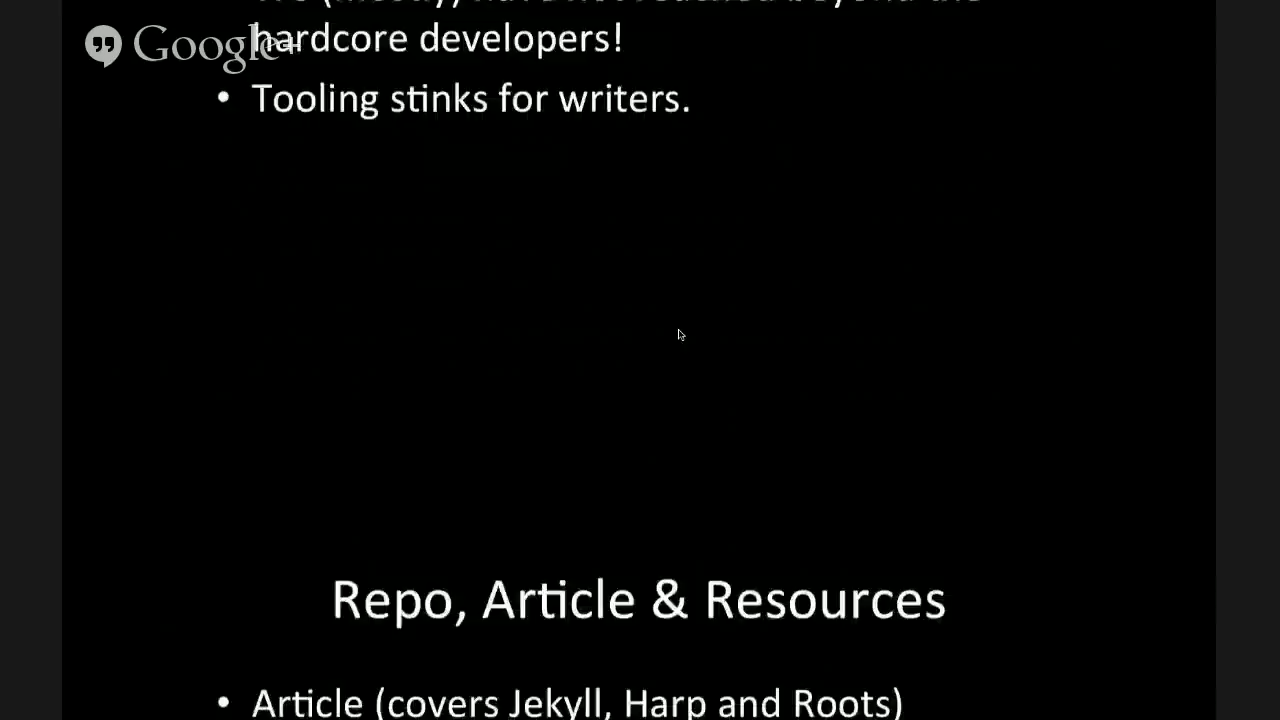 hardcore developers!
Google+
• Tooling stinks for writers.
Repo, Article & Resources
• Article (covers Jekyll, Harp and Roots)